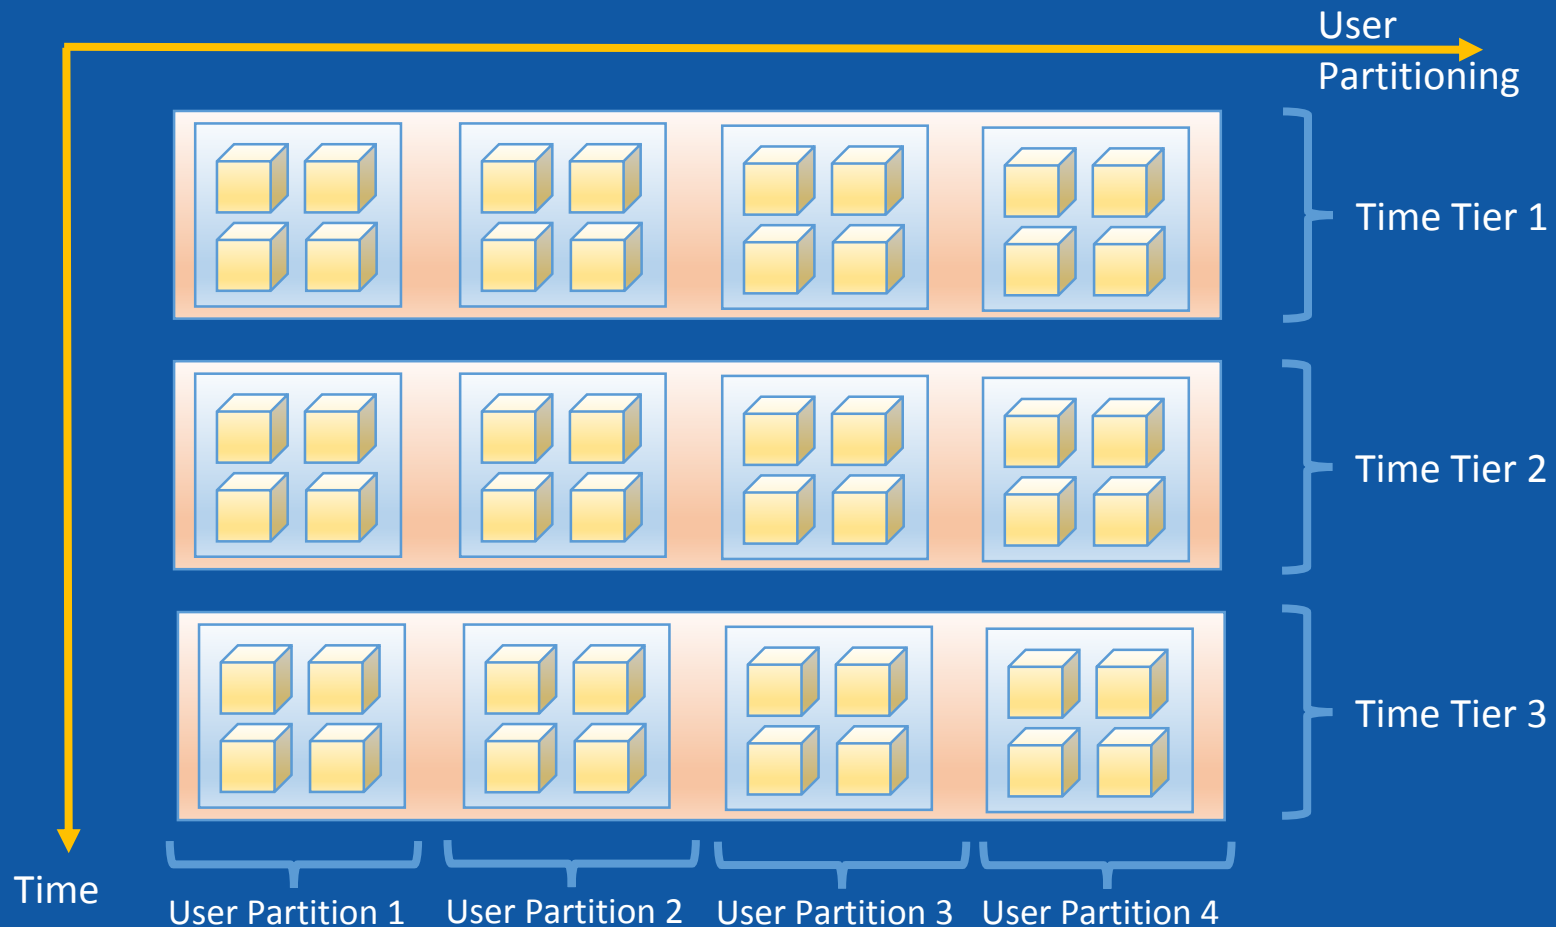 User
Partitioning
Time Tier 1
Time Tier 2
Time Tier 3
Time
User Partition 1
User Partition 2
User Partition 3
User Partition 4